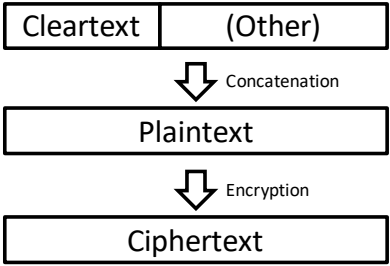 Cleartext (Other)
Concatenation
Plaintext
Encryption
Ciphertext